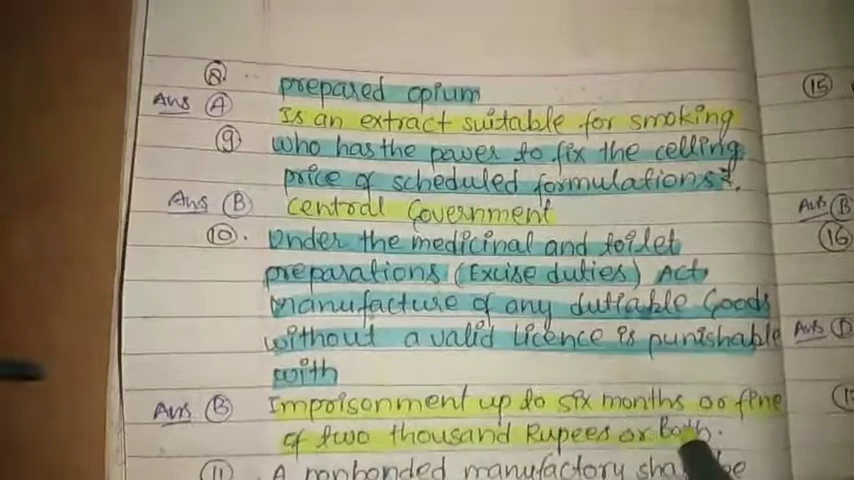 8. prepared opium
Ans A Is an extract suitable for smoking
9 who has the power to fix the celling
price of scheduled formulations?.
Ans B Central Government
10. Under the medicinal and toilet
preparations (Excise duties) Act,
manufacture of any dutiable Goods
without a valid Licence is punishable
with
Ans B Imprisonment up to six months or fine
of two thousand Rupees or Both.
11 A nonbonded manufactory shall be
15
Ans B
16
Ans D